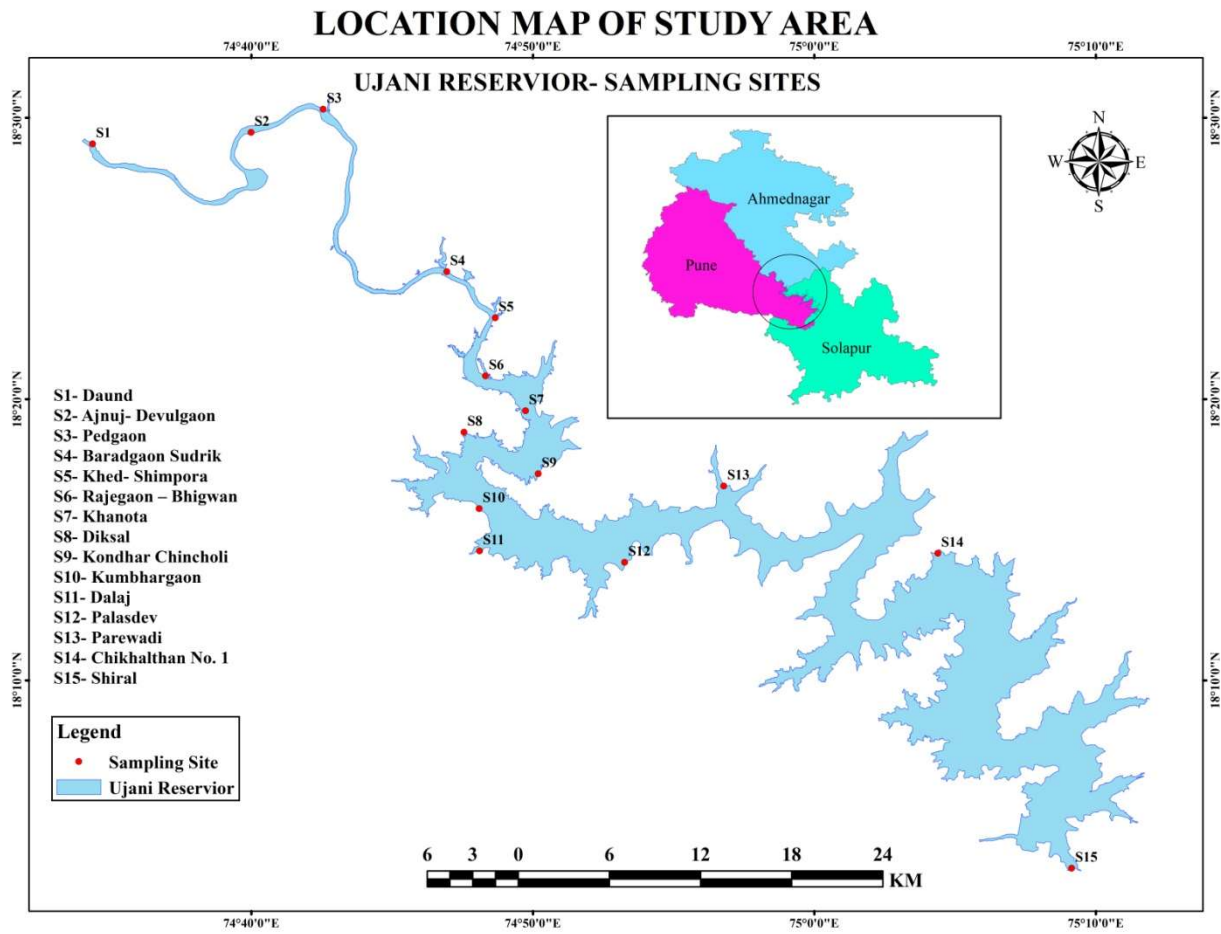 LOCATION MAP OF STUDY AREA
74°40'0"E 74°50'0"E 75°0'0"E 75°10'0"E
UJANI RESERVIOR- SAMPLING SITES
18°30'0"N 18°30'0"N
S1
S2
S3
N
W E
S
Ahmednagar
Pune
Solapur
S4
S5
S6
S7
S8
S9
S10
S11
S12
S13
S14
S15
18°20'0"N 18°20'0"N
S1- Daund
S2- Ajnuj- Devulgaon
S3- Pedgaon
S4- Baradgaon Sudrik
S5- Khed- Shimpora
S6- Rajegaon – Bhigwan
S7- Khanota
S8- Diksal
S9- Kondhar Chincholi
S10- Kumbhargaon
S11- Dalaj
S12- Palasdev
S13- Parewadi
S14- Chikhalthan No. 1
S15- Shiral
18°10'0"N 18°10'0"N
Legend
Sampling Site
Ujani Reservior
6 3 0 6 12 18 24
KM
74°40'0"E 74°50'0"E 75°0'0"E 75°10'0"E